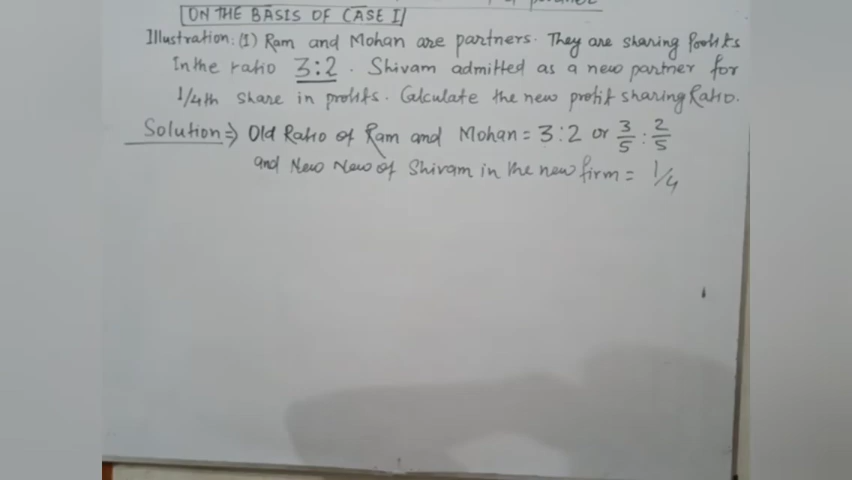 ON THE BASIS OF CASE I
Illustration: (1) Ram and Mohan are partners. They are sharing Profits
In the ratio 3:2. Shivam admitted as a new partner for
1/4th share in profits. Calculate the new profit sharing Ratio.
Solution ⇒ Old Ratio of Ram and Mohan = 3:2 or 3/5 : 2/5
and New New of Shivam in the new firm = 1/4